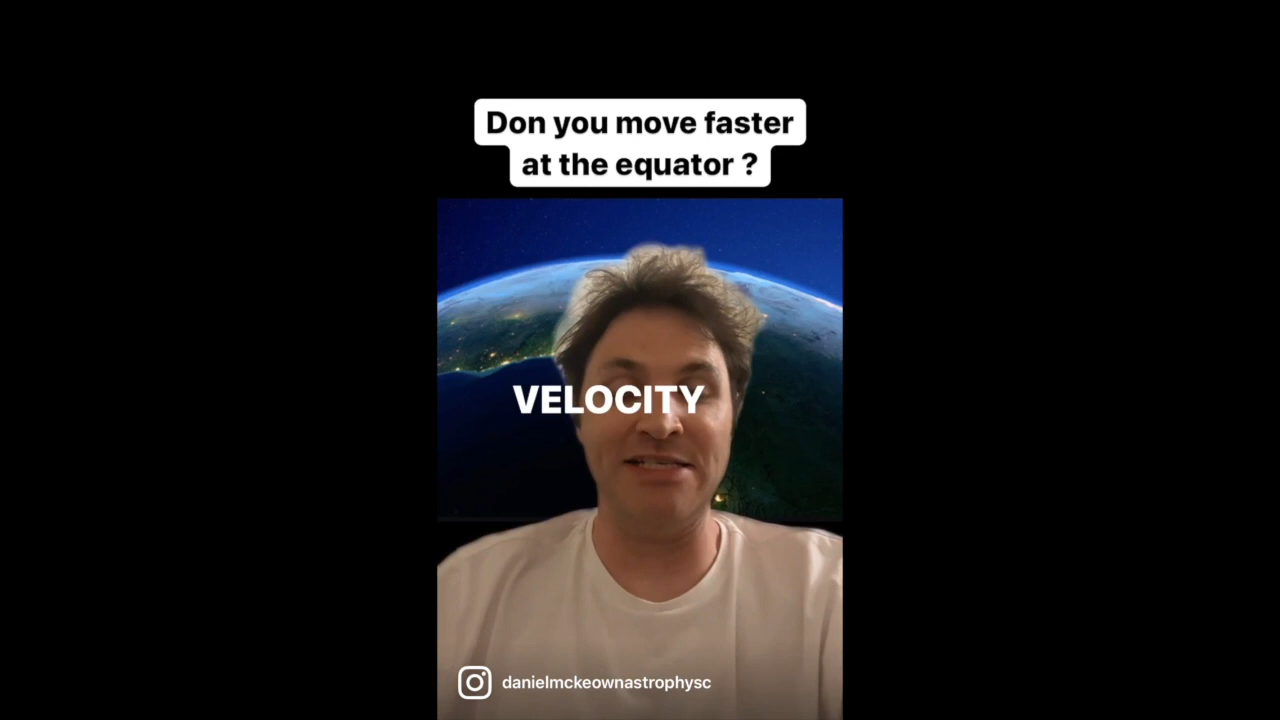 Don you move faster
at the equator ?
VELOCITY
danielmckeownastrophysc